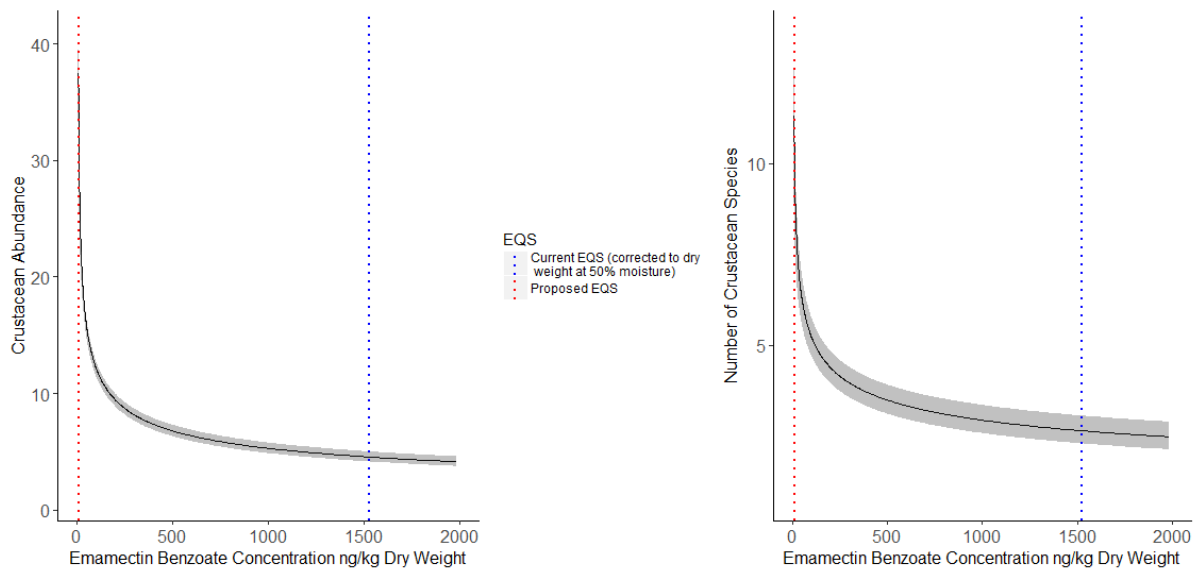 40
30
20
10
0
Crustacean Abundance
0
500
1000
1500
2000
Emamectin Benzoate Concentration ng/kg Dry Weight
EQS
Current EQS (corrected to dry
weight at 50% moisture)
Proposed EQS
10
5
Number of Crustacean Species
0
500
1000
1500
2000
Emamectin Benzoate Concentration ng/kg Dry Weight